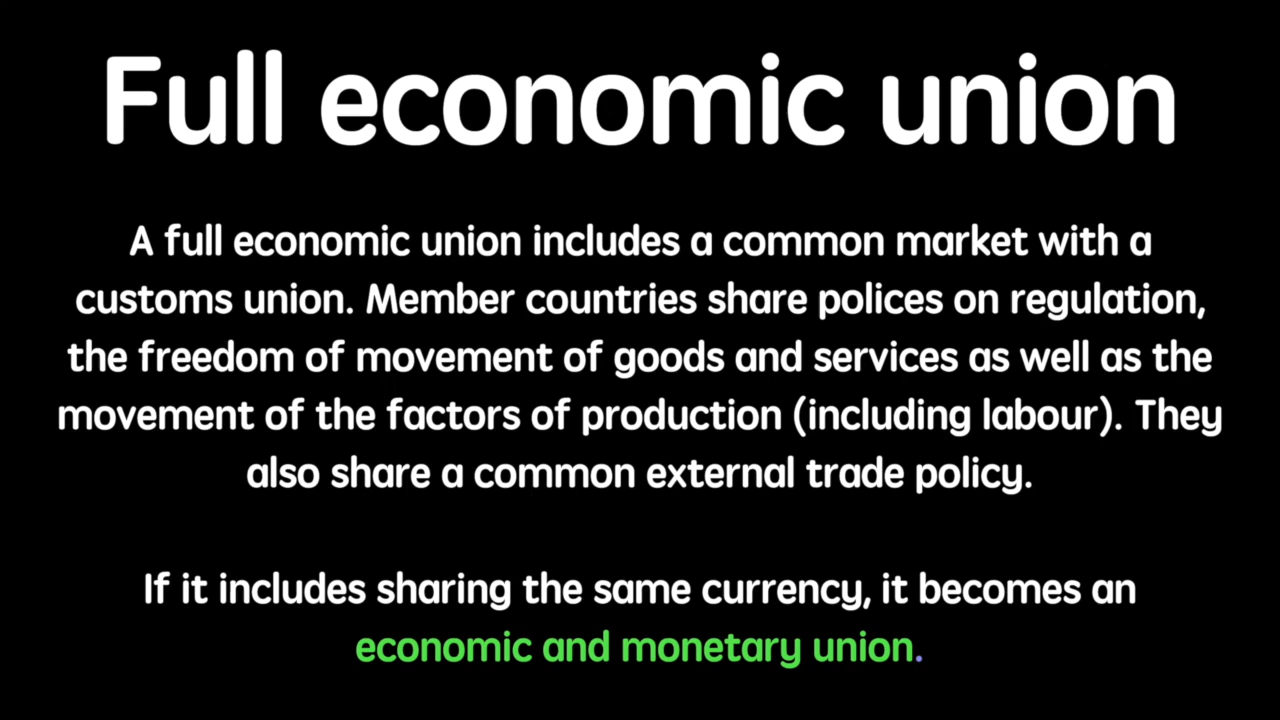 Full economic union
A full economic union includes a common market with a
customs union. Member countries share polices on regulation,
the freedom of movement of goods and services as well as the
movement of the factors of production (including labour). They
also share a common external trade policy.
If it includes sharing the same currency, it becomes an
economic and monetary union.